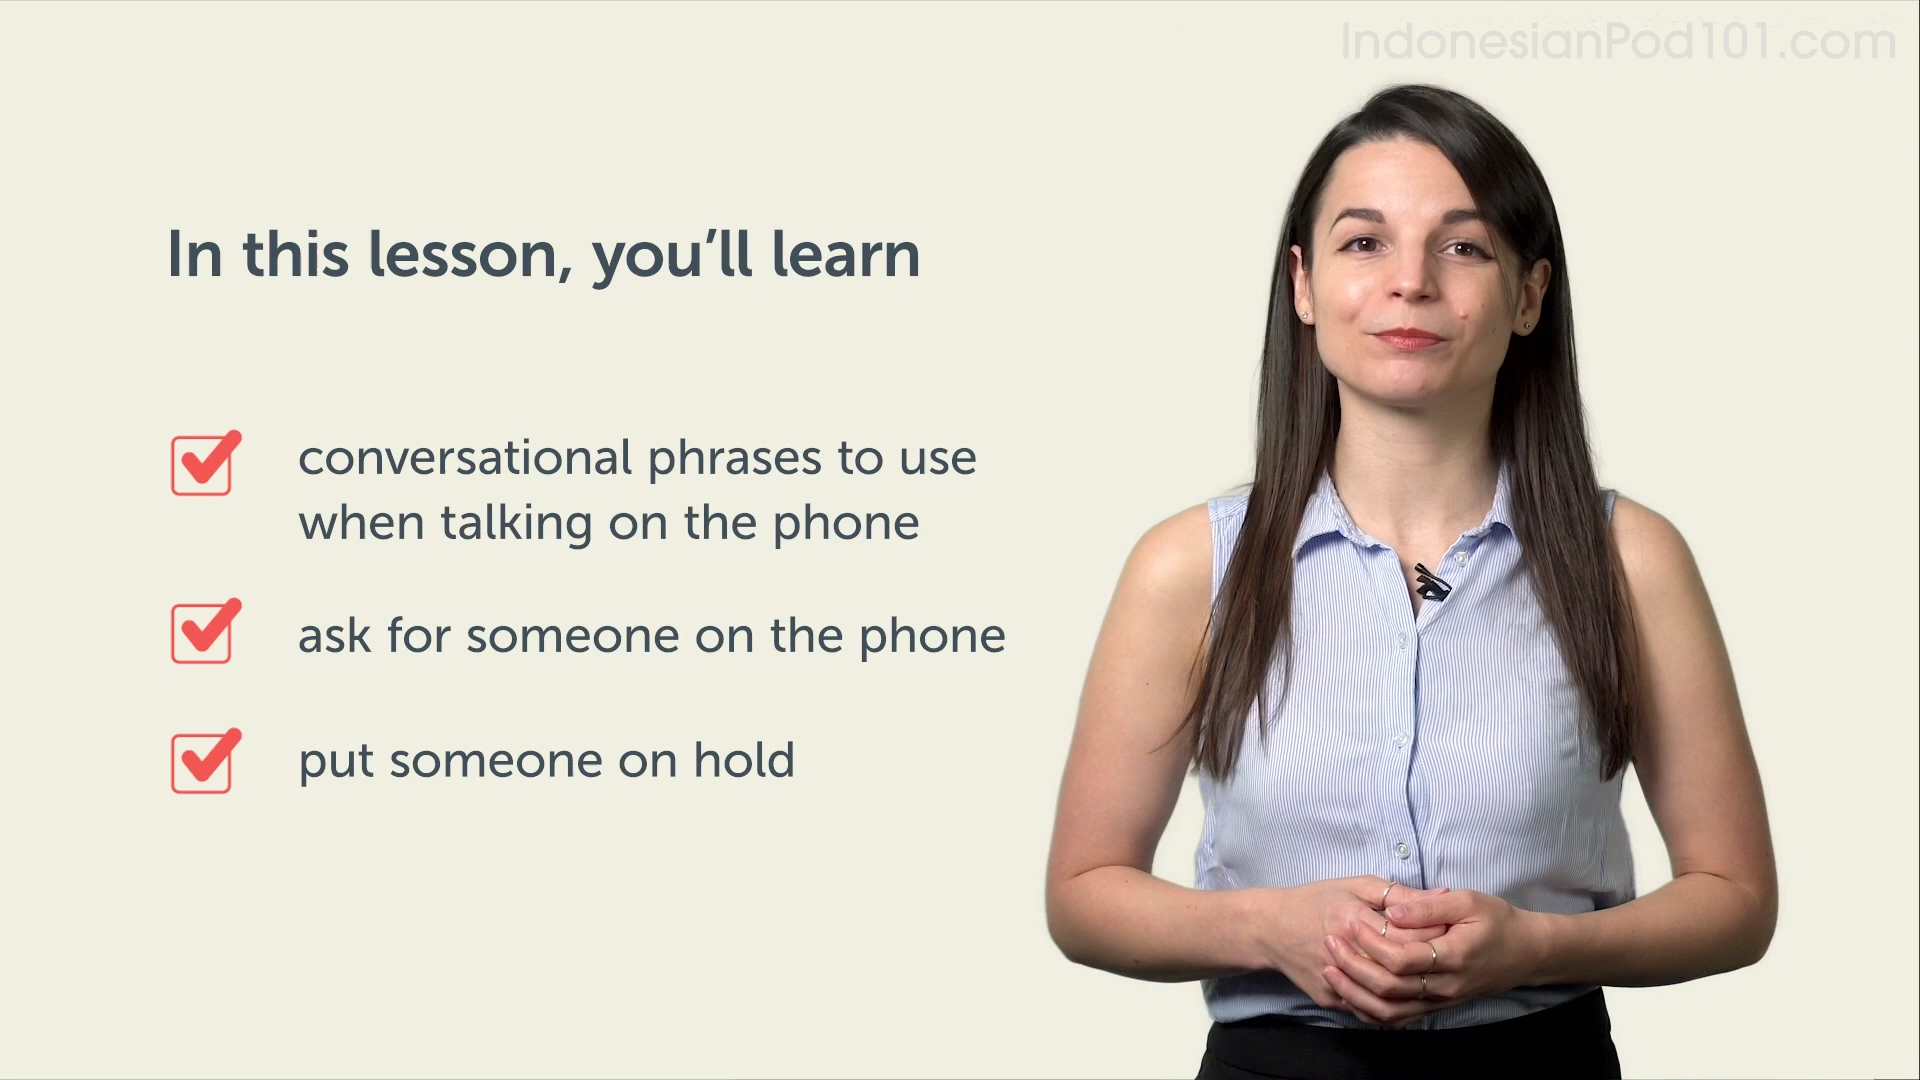 IndonesianPod101.com
In this lesson, you’ll learn
conversational phrases to use
when talking on the phone
ask for someone on the phone
put someone on hold